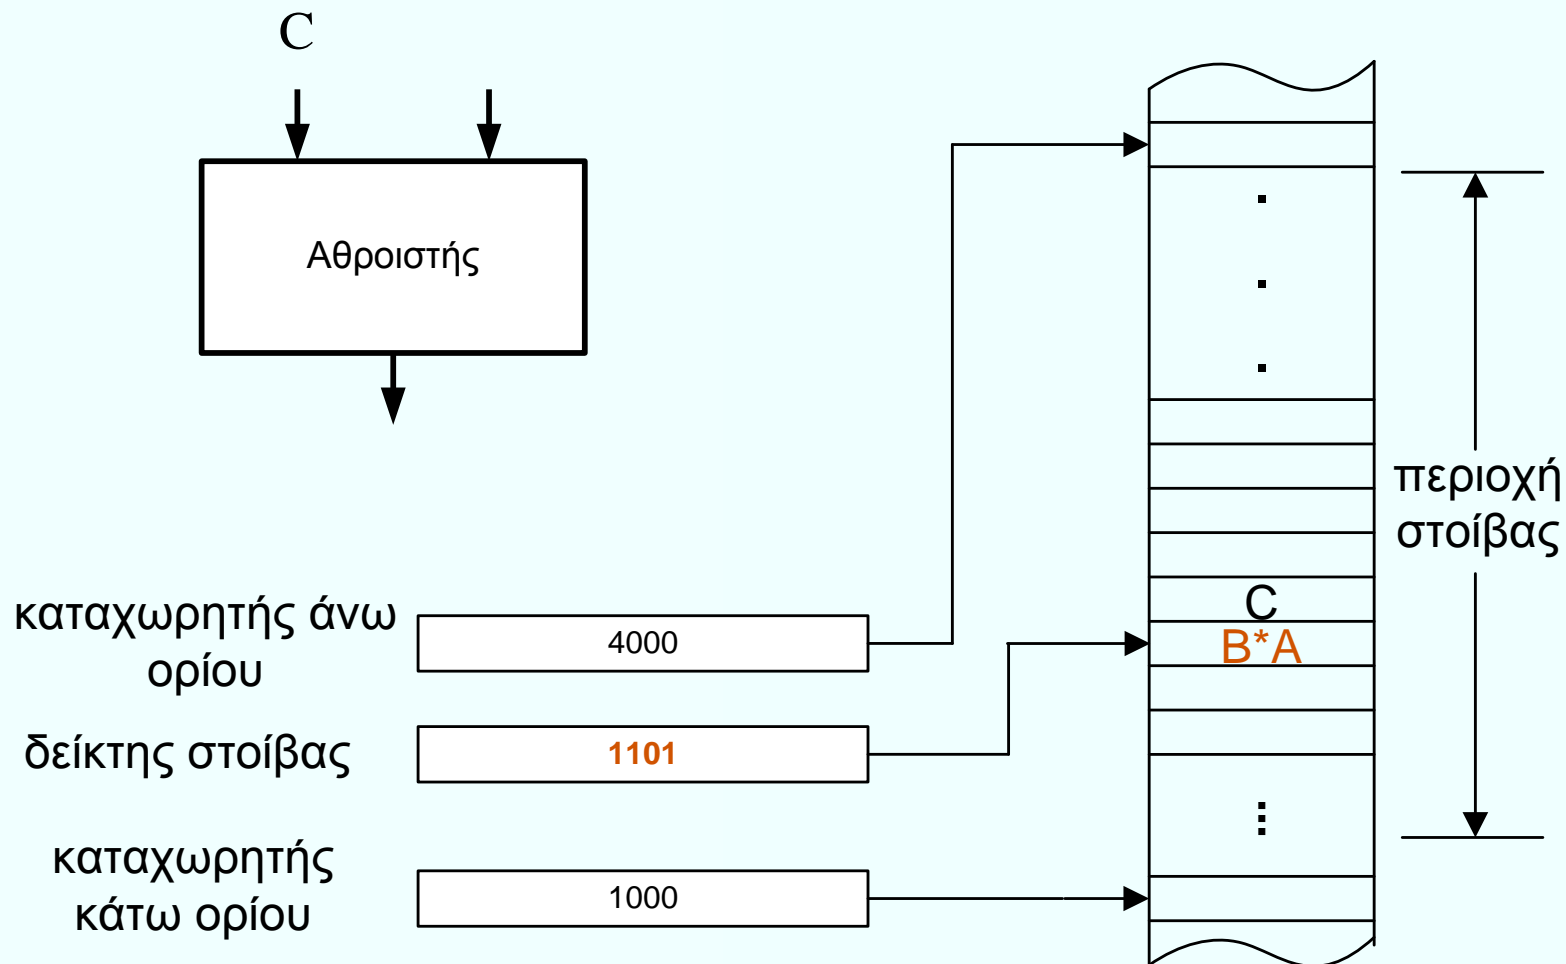 C
Αθροιστής
περιοχή
στοίβας
καταχωρητής άνω
ορίου
4000
C
B*A
δείκτης στοίβας
1101
καταχωρητής
κάτω ορίου
1000